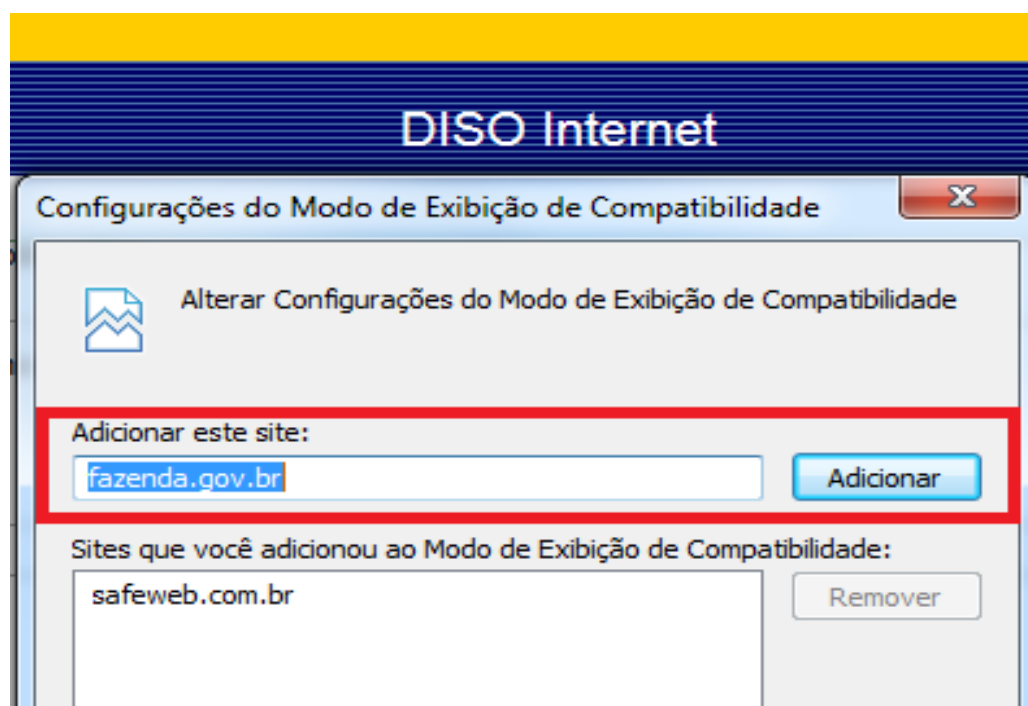 DISO Internet
Configurações do Modo de Exibição de Compatibilidade
Alterar Configurações do Modo de Exibição de Compatibilidade
Adicionar este site:
fazenda.gov.br
Adicionar
Sites que você adicionou ao Modo de Exibição de Compatibilidade:
safeweb.com.br
Remover